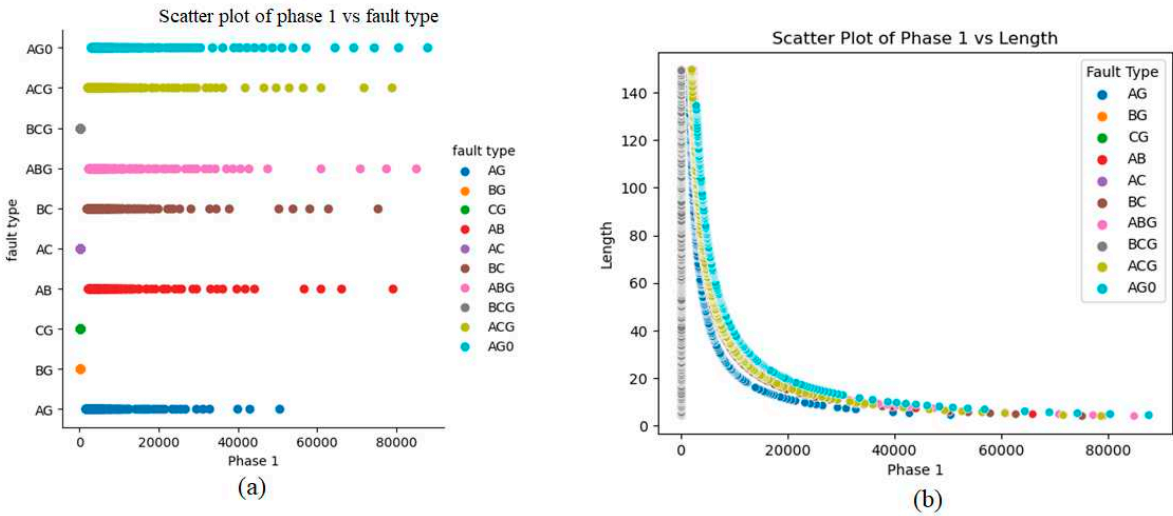 Scatter plot of phase 1 vs fault type
fault type
AG0
ACG
BCG
ABG
BC
AC
AB
CG
BG
AG
0 20000 40000 60000 80000
Phase 1
fault type
AG
BG
CG
AB
AC
BC
ABG
BCG
ACG
AG0
(a)
Scatter Plot of Phase 1 vs Length
Length
140
120
100
80
60
40
20
0
0 20000 40000 60000 80000
Phase 1
Fault Type
AG
BG
CG
AB
AC
BC
ABG
BCG
ACG
AG0
(b)